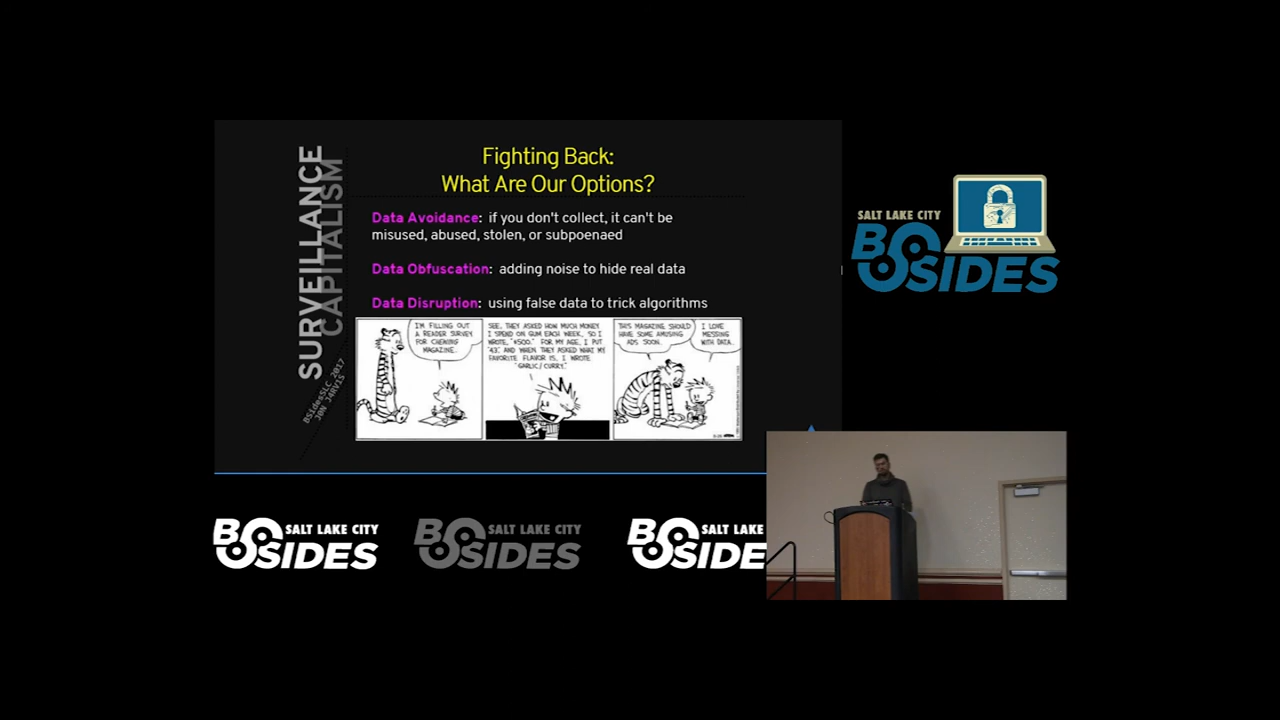 SURVEILLANCE
CAPITALISM
BSidesSLC 2017
J0N J4RV1S
Fighting Back:
What Are Our Options?
Data Avoidance: if you don't collect, it can't be
misused, abused, stolen, or subpoenaed
Data Obfuscation: adding noise to hide real data
Data Disruption: using false data to trick algorithms
I'M FILLING OUT
A READER SURVEY
FOR CHEWING
MAGAZINE.
SEE, THEY ASKED HOW MUCH MONEY
I SPEND ON GUM EACH WEEK, SO I
WROTE, "$500." FOR MY AGE, I PUT
"43," AND WHEN THEY ASKED WHAT MY
FAVORITE FLAVOR IS, I WROTE
"GARLIC/CURRY."
THIS MAGAZINE SHOULD
HAVE SOME AMUSING
ADS SOON.
I LOVE
MESSING
WITH DATA.
SALT LAKE CITY
BSIDES
BSIDES SALT LAKE CITY
BSIDES SALT LAKE CITY
BSIDE SALT LAKE